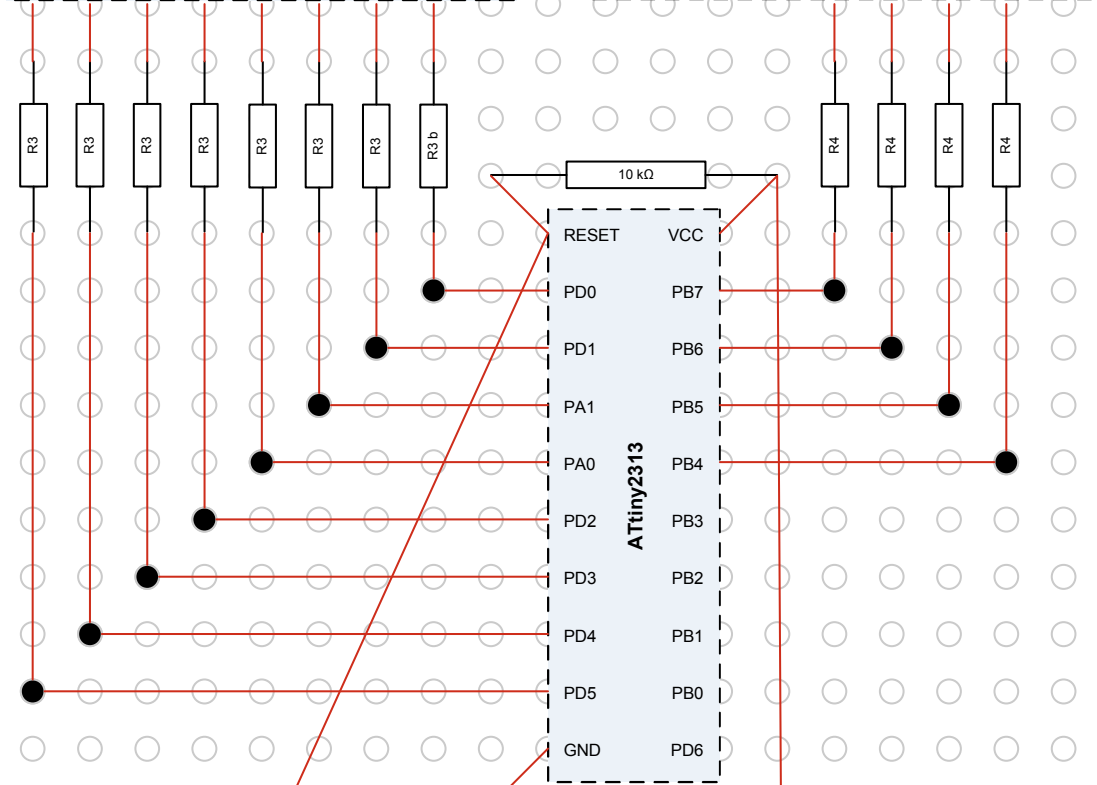 R3
R3
R3
R3
R3
R3
R3
R3 b
R4
R4
R4
R4
10 kΩ
RESET VCC
PD0 PB7
PD1 PB6
PA1 PB5
PA0 PB4
ATtiny2313
PD2 PB3
PD3 PB2
PD4 PB1
PD5 PB0
GND PD6